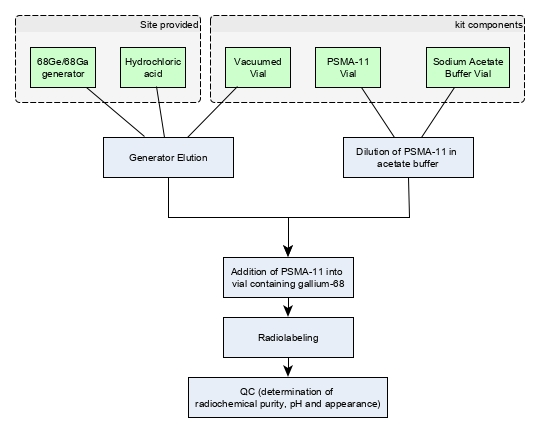 Site provided
kit components
68Ge/68Ga
generator
Hydrochloric
acid
Vacuumed
Vial
PSMA-11
Vial
Sodium Acetate
Buffer Vial
Generator Elution
Dilution of PSMA-11 in
acetate buffer
Addition of PSMA-11 into
vial containing gallium-68
Radiolabeling
QC (determination of
radiochemical purity, pH and appearance)